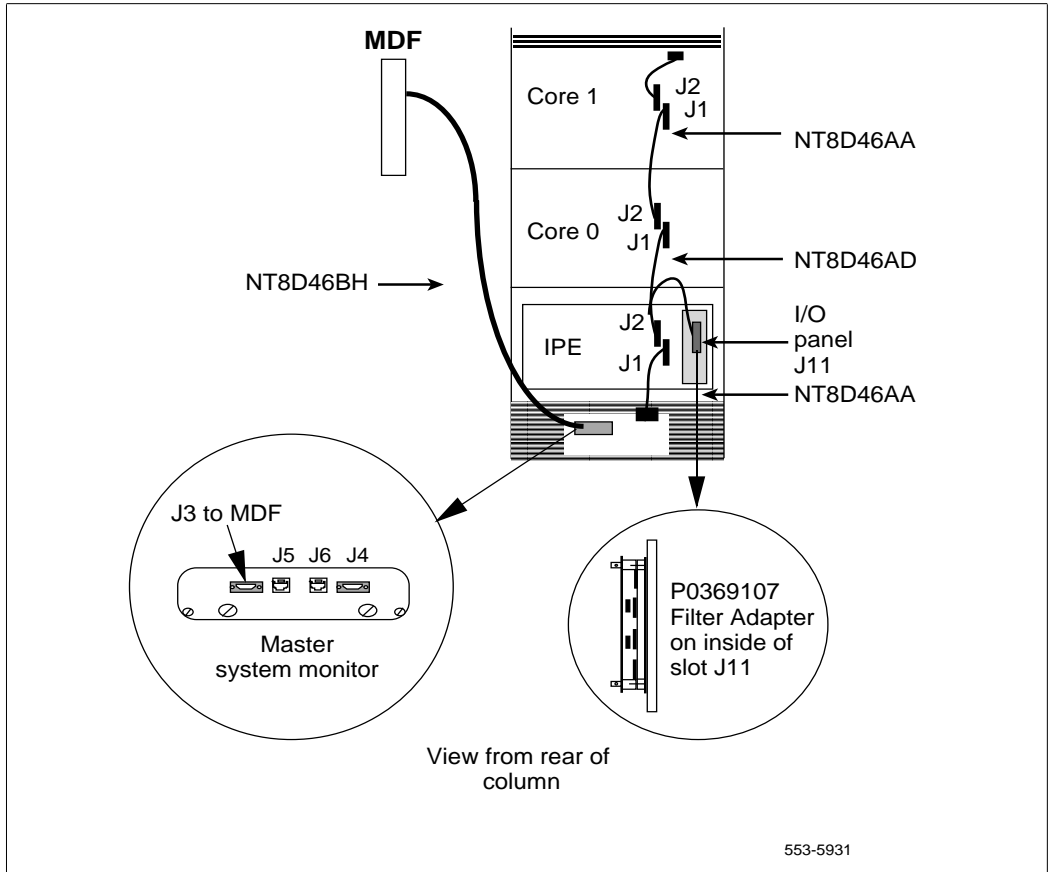 MDF
Core 1
J2
J1
NT8D46AA
Core 0
J2
J1
NT8D46AD
NT8D46BH
IPE
J2
J1
I/O
panel
J11
NT8D46AA
J3 to MDF
J5 J6 J4
Master
system monitor
P0369107
Filter Adapter
on inside of
slot J11
View from rear of
column
553-5931